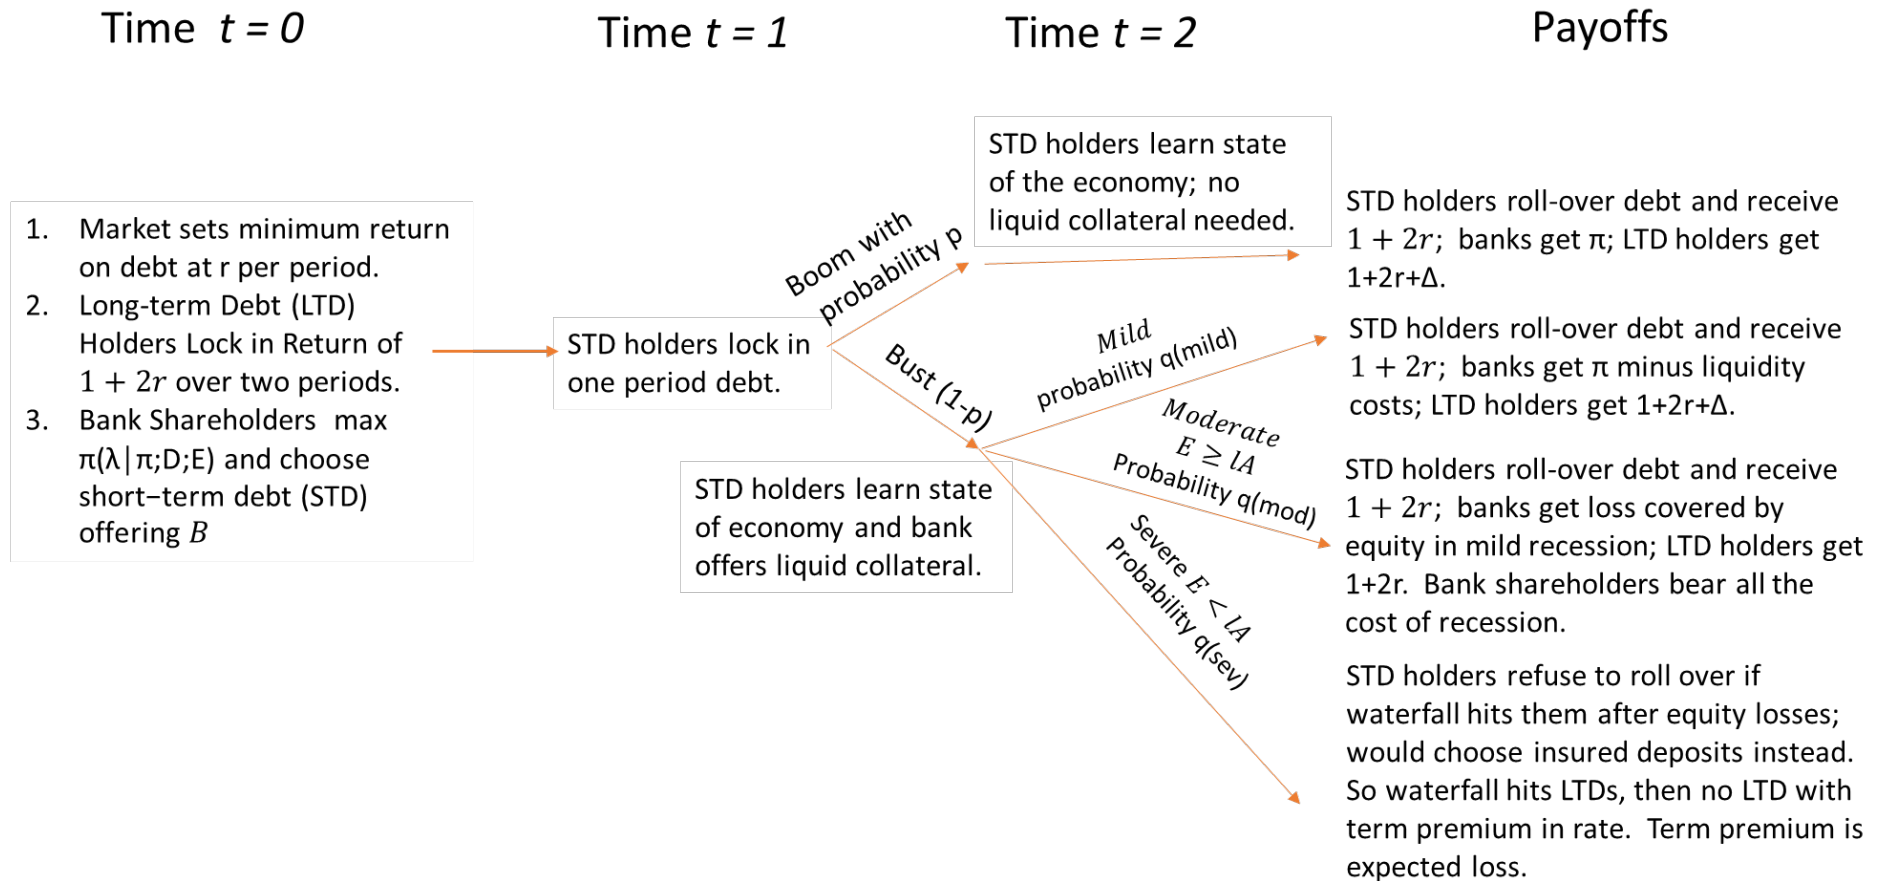 Time t = 0
Time t = 1
Time t = 2
Payoffs
1. Market sets minimum return
on debt at r per period.
2. Long-term Debt (LTD)
Holders Lock in Return of
1 + 2r over two periods.
3. Bank Shareholders max
π(λ|π;D;E) and choose
short−term debt (STD)
offering B
STD holders lock in
one period debt.
Boom with
probability p
Bust (1-p)
STD holders learn state
of the economy; no
liquid collateral needed.
STD holders learn state
of economy and bank
offers liquid collateral.
Mild
probability q(mild)
Moderate
E ≥ lA
Probability q(mod)
Severe E < lA
Probability q(sev)
STD holders roll-over debt and receive
1 + 2r; banks get π; LTD holders get
1+2r+Δ.
STD holders roll-over debt and receive
1 + 2r; banks get π minus liquidity
costs; LTD holders get 1+2r+Δ.
STD holders roll-over debt and receive
1 + 2r; banks get loss covered by
equity in mild recession; LTD holders get
1+2r. Bank shareholders bear all the
cost of recession.
STD holders refuse to roll over if
waterfall hits them after equity losses;
would choose insured deposits instead.
So waterfall hits LTDs, then no LTD with
term premium in rate. Term premium is
expected loss.